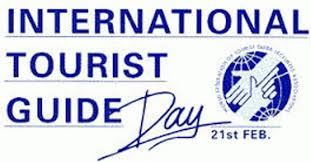 INTERNATIONAL
TOURIST
GUIDE Day
21st FEB.